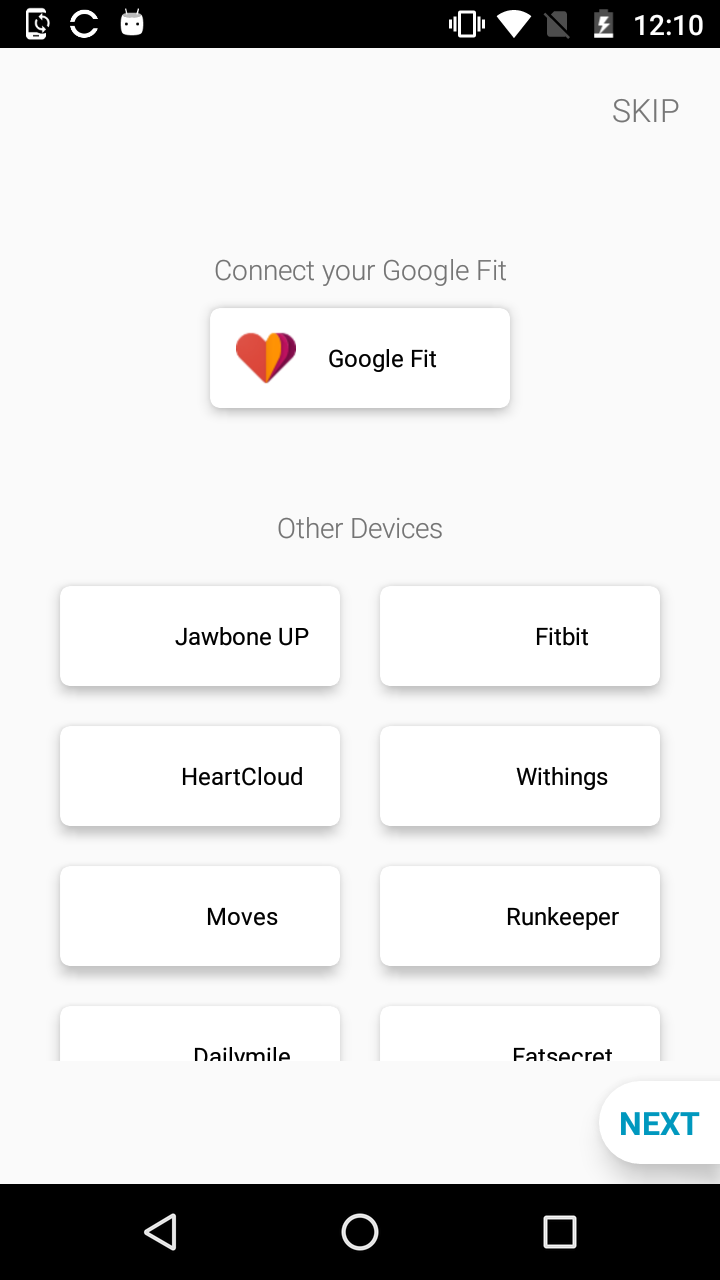 12:10
SKIP
Connect your Google Fit
Google Fit
Other Devices
Jawbone UP
Fitbit
HeartCloud
Withings
Moves
Runkeeper
Dailymile
Fatsecret
NEXT